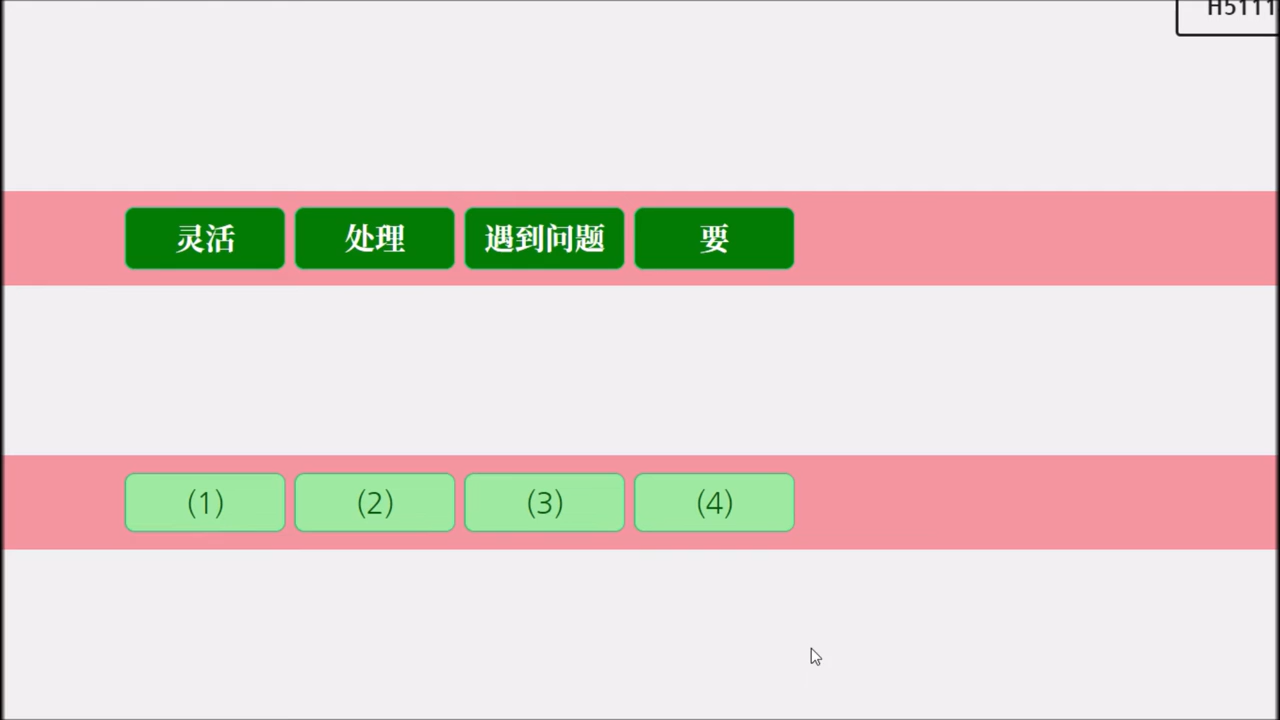 H5111
灵活 处理 遇到问题 要
(1) (2) (3) (4)